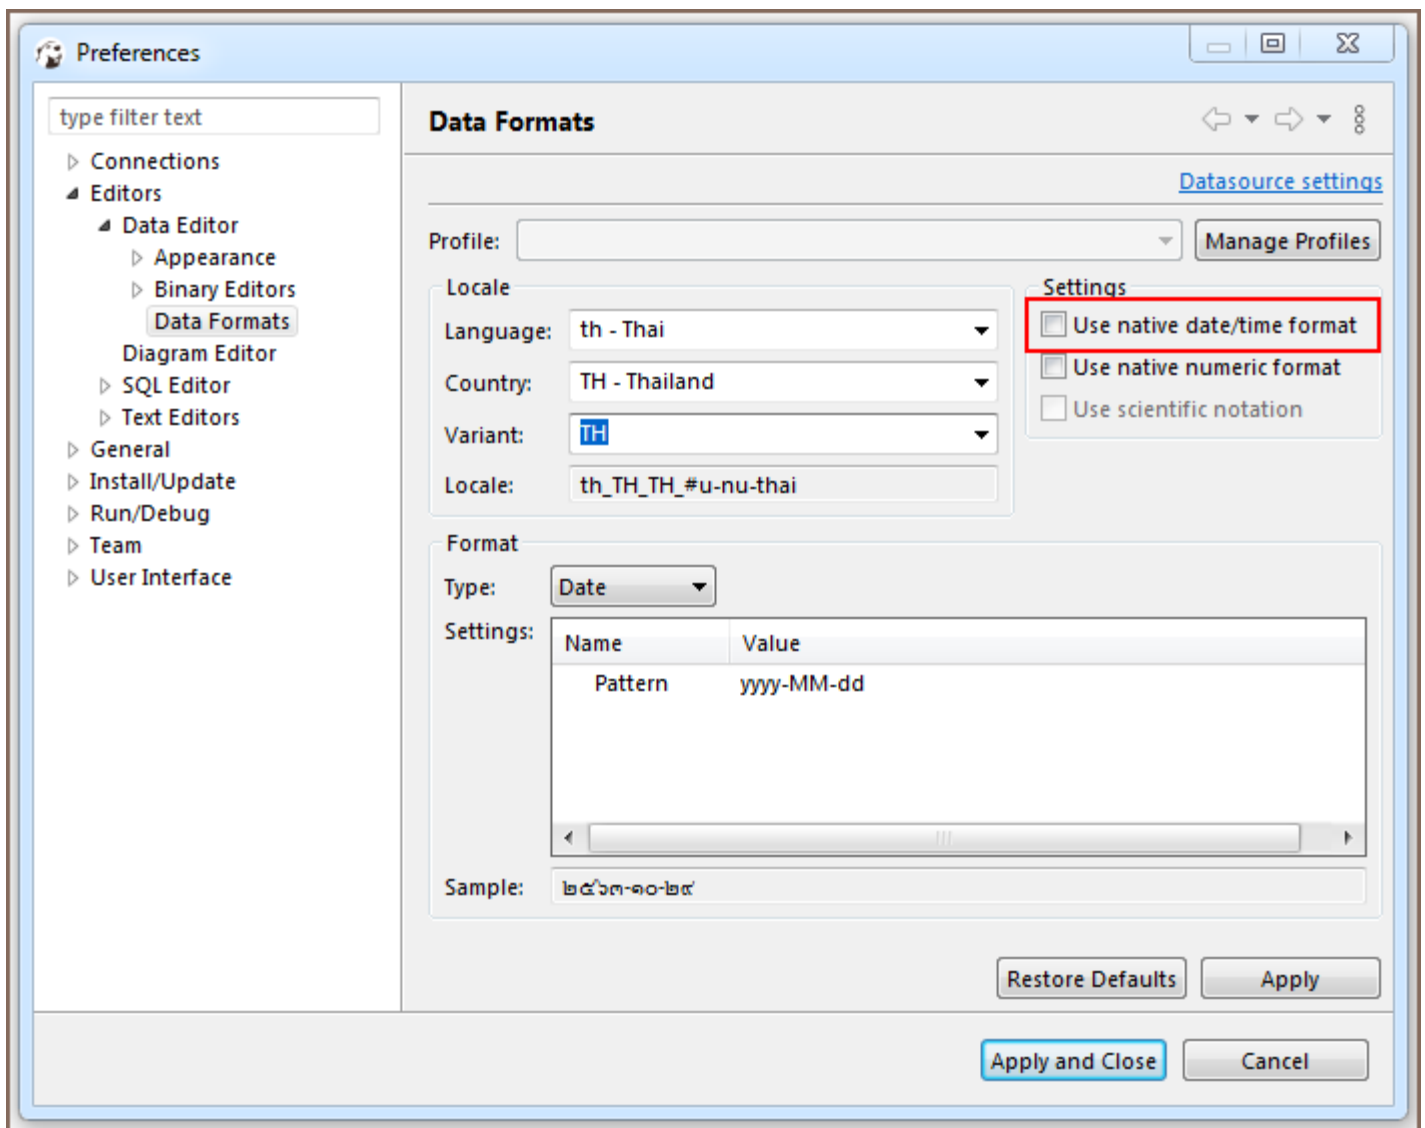 Preferences
type filter text
Connections
Editors
Data Editor
Appearance
Binary Editors
Data Formats
Diagram Editor
SQL Editor
Text Editors
General
Install/Update
Run/Debug
Team
User Interface
Data Formats
Datasource settings
Profile:
Manage Profiles
Locale
Language: th - Thai
Country: TH - Thailand
Variant: TH
Locale: th_TH_TH_#u-nu-thai
Settings
Use native date/time format
Use native numeric format
Use scientific notation
Format
Type: Date
Settings:
Name Value
Pattern yyyy-MM-dd
Sample: ๒๕๖๓-๑๐-๒๙
Restore Defaults Apply
Apply and Close Cancel